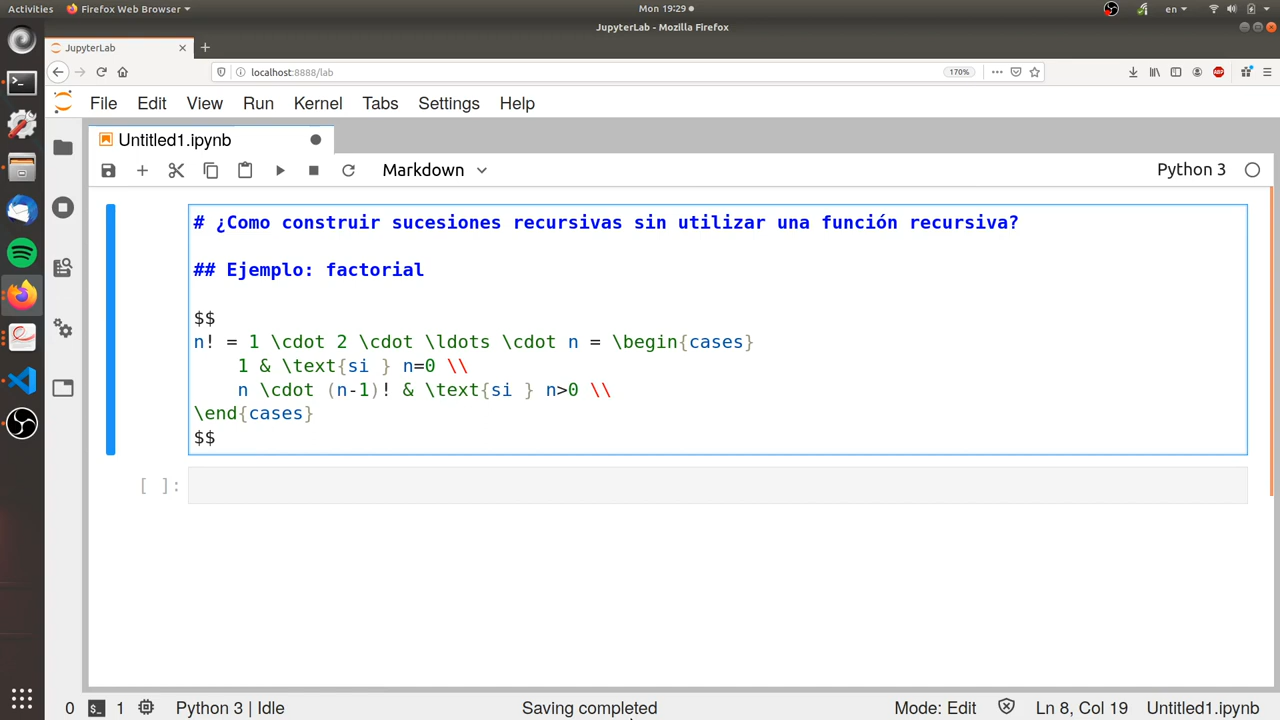 Activities Firefox Web Browser Mon 19:29 en
JupyterLab - Mozilla Firefox
JupyterLab
localhost:8888/lab 170% ABP
File Edit View Run Kernel Tabs Settings Help
Untitled1.ipynb
Markdown Python 3
# ¿Como construir sucesiones recursivas sin utilizar una función recursiva?
## Ejemplo: factorial
$$
n! = 1 \cdot 2 \cdot \ldots \cdot n = \begin{cases}
1 & \text{si } n=0 \\
n \cdot (n-1)! & \text{si } n>0 \\
\end{cases}
$$
[ ]:
0 1 Python 3 | Idle Saving completed Mode: Edit Ln 8, Col 19 Untitled1.ipynb